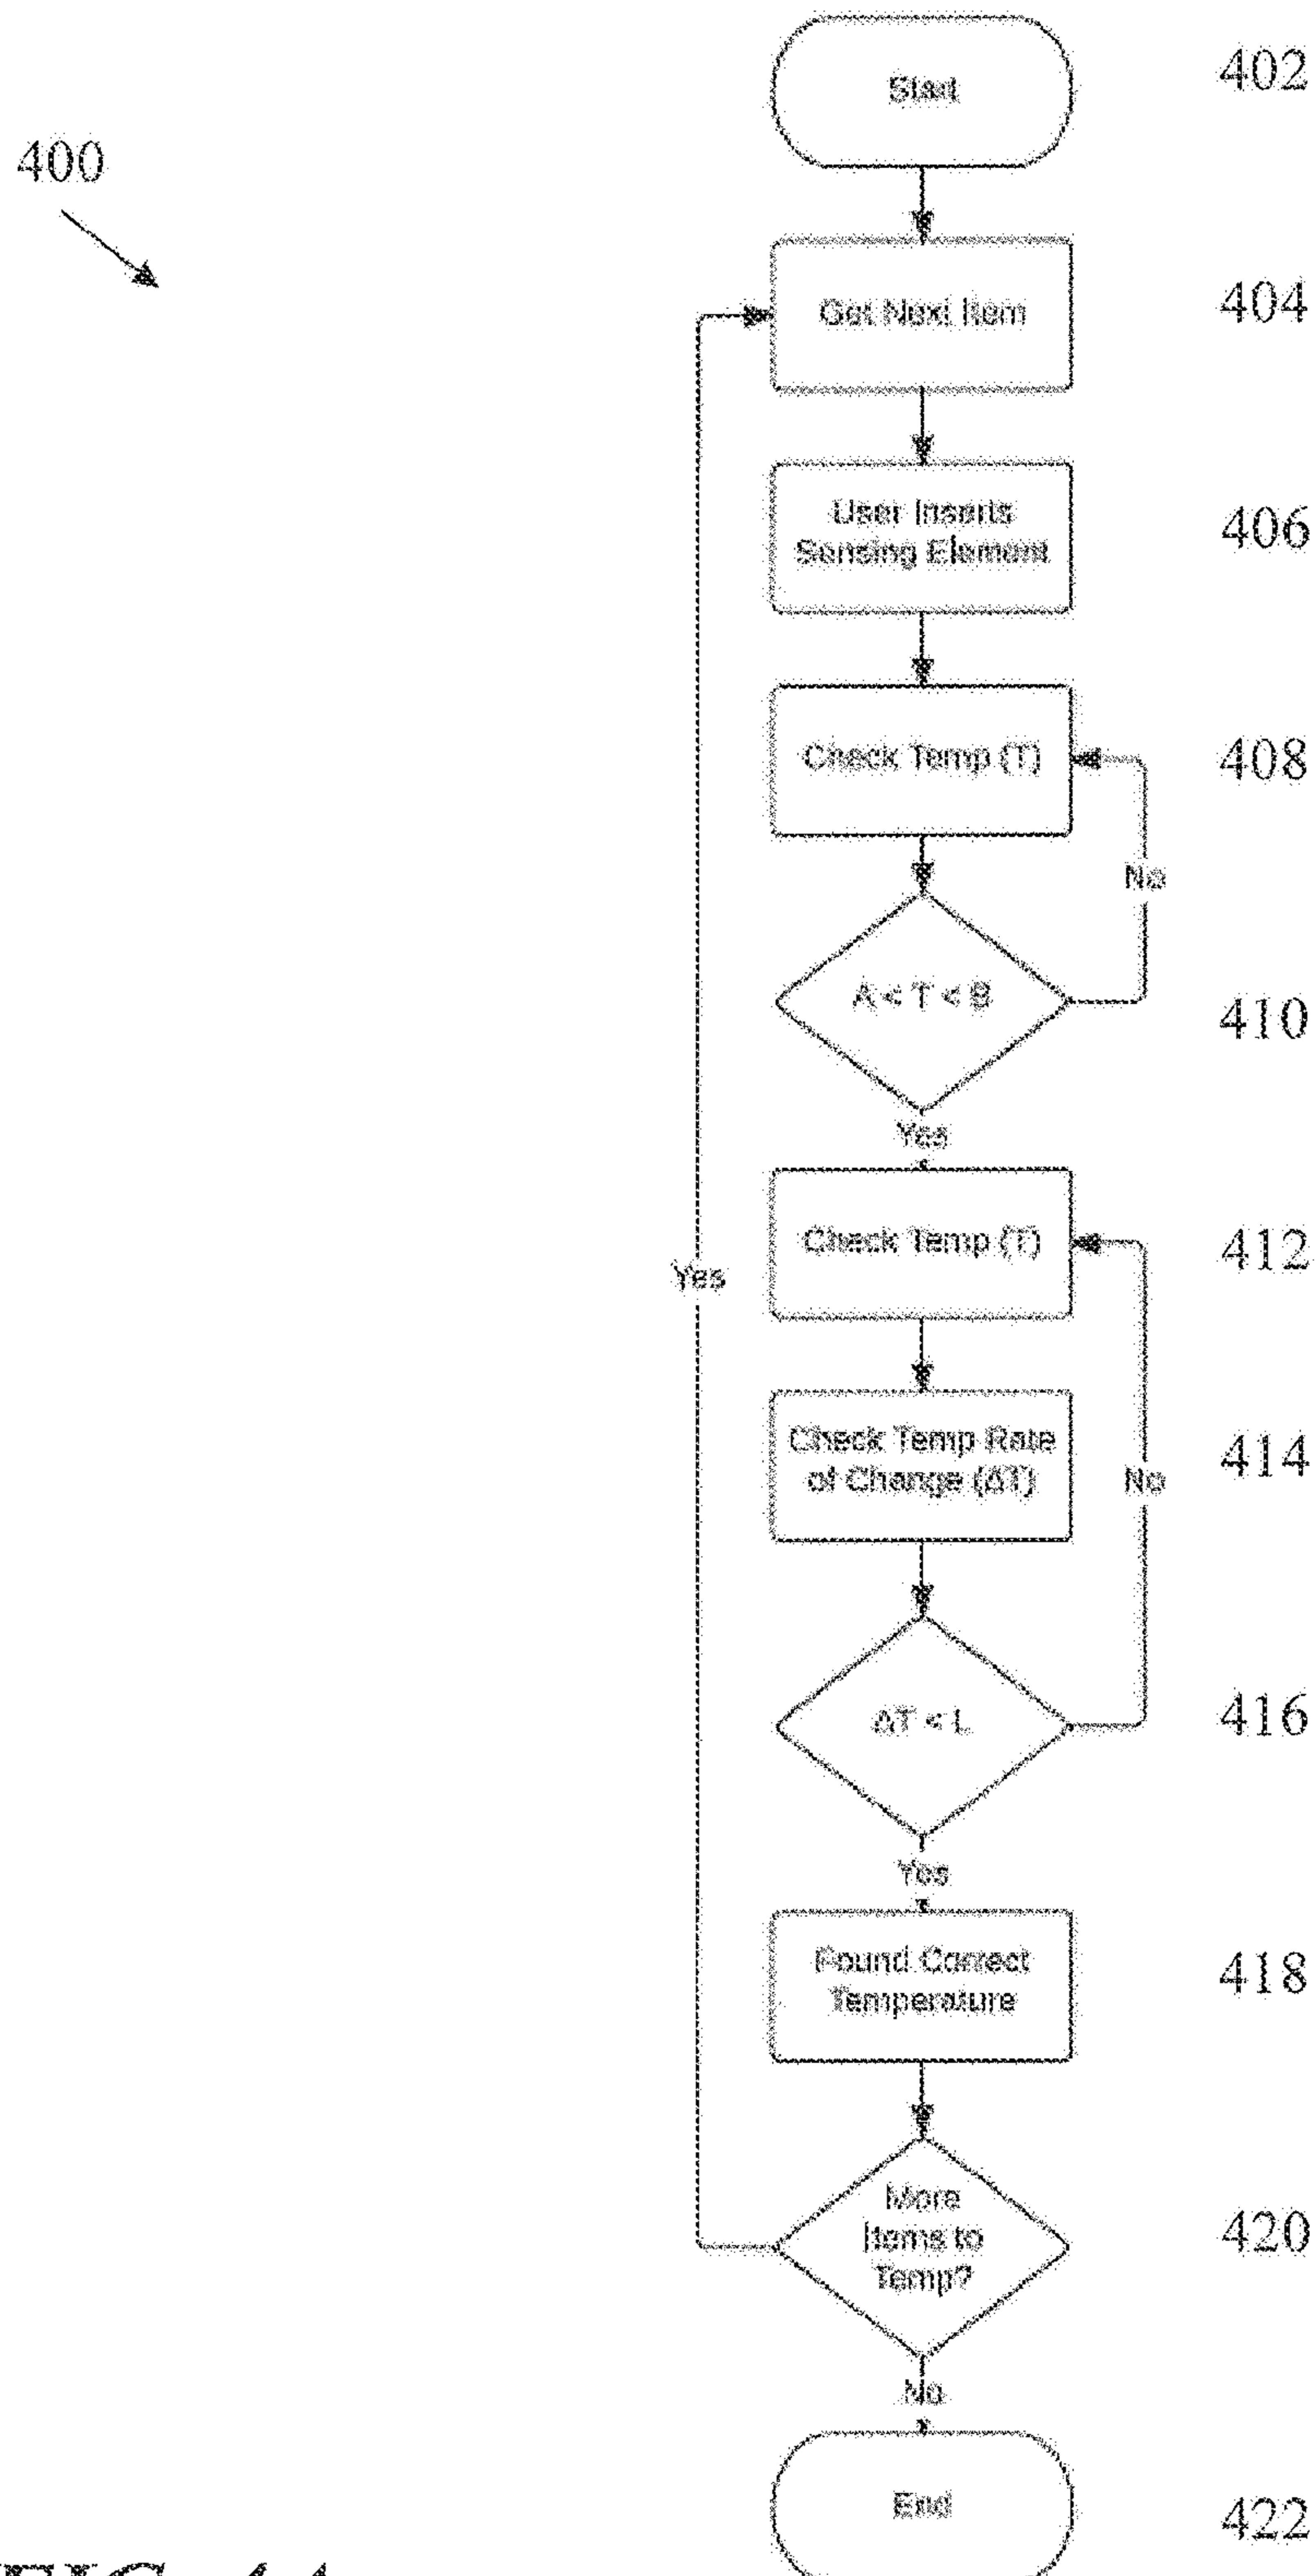 Start
402
400
Get Next Item
404
User Inserts
Sensing Element
406
Check Temp (T)
408
No
A < T < B
410
Yes
Check Temp (T)
412
Yes
Check Temp Rate
of Change (ΔT)
414
No
ΔT < L
416
Yes
Found Correct
Temperature
418
More
Items to
Temp?
420
No
End
422